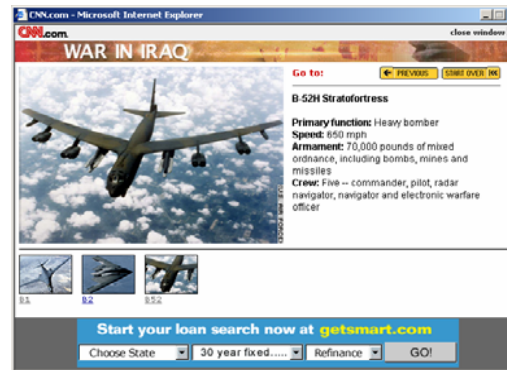 CNN.com - Microsoft Internet Explorer
CNN.com.
close window
WAR IN IRAQ
Go to:
PREVIOUS
START OVER
B-52H Stratofortress
Primary function: Heavy bomber
Speed: 650 mph
Armament: 70,000 pounds of mixed
ordnance, including bombs, mines and
missiles
Crew: Five -- commander, pilot, radar
navigator, navigator and electronic warfare
officer
B1
B2
B52
Start your loan search now at getsmart.com
Choose State
30 year fixed.....
Refinance
GO!